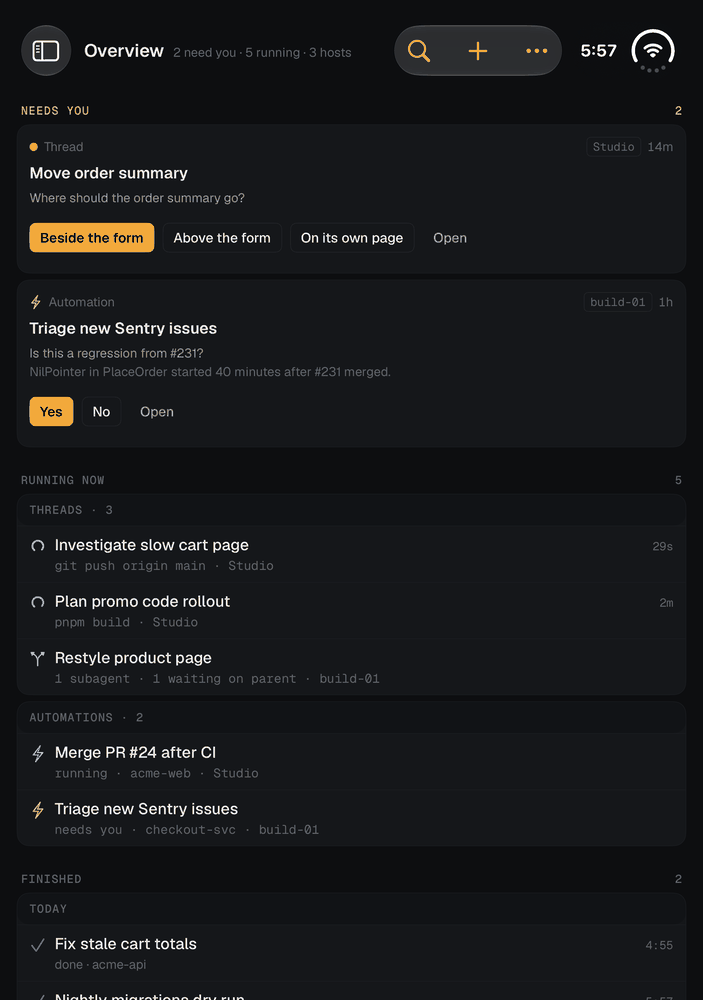 Overview 2 need you · 5 running · 3 hosts
5:57
NEEDS YOU 2
Thread Studio 14m
Move order summary
Where should the order summary go?
Beside the form Above the form On its own page Open
Automation build-01 1h
Triage new Sentry issues
Is this a regression from #231?
NilPointer in PlaceOrder started 40 minutes after #231 merged.
Yes No Open
RUNNING NOW 5
THREADS · 3
Investigate slow cart page 29s
git push origin main · Studio
Plan promo code rollout 2m
pnpm build · Studio
Restyle product page
1 subagent · 1 waiting on parent · build-01
AUTOMATIONS · 2
Merge PR #24 after CI
running · acme-web · Studio
Triage new Sentry issues
needs you · checkout-svc · build-01
FINISHED 2
TODAY
Fix stale cart totals 4:55
done · acme-api
Nightly migrations dry run 5:57